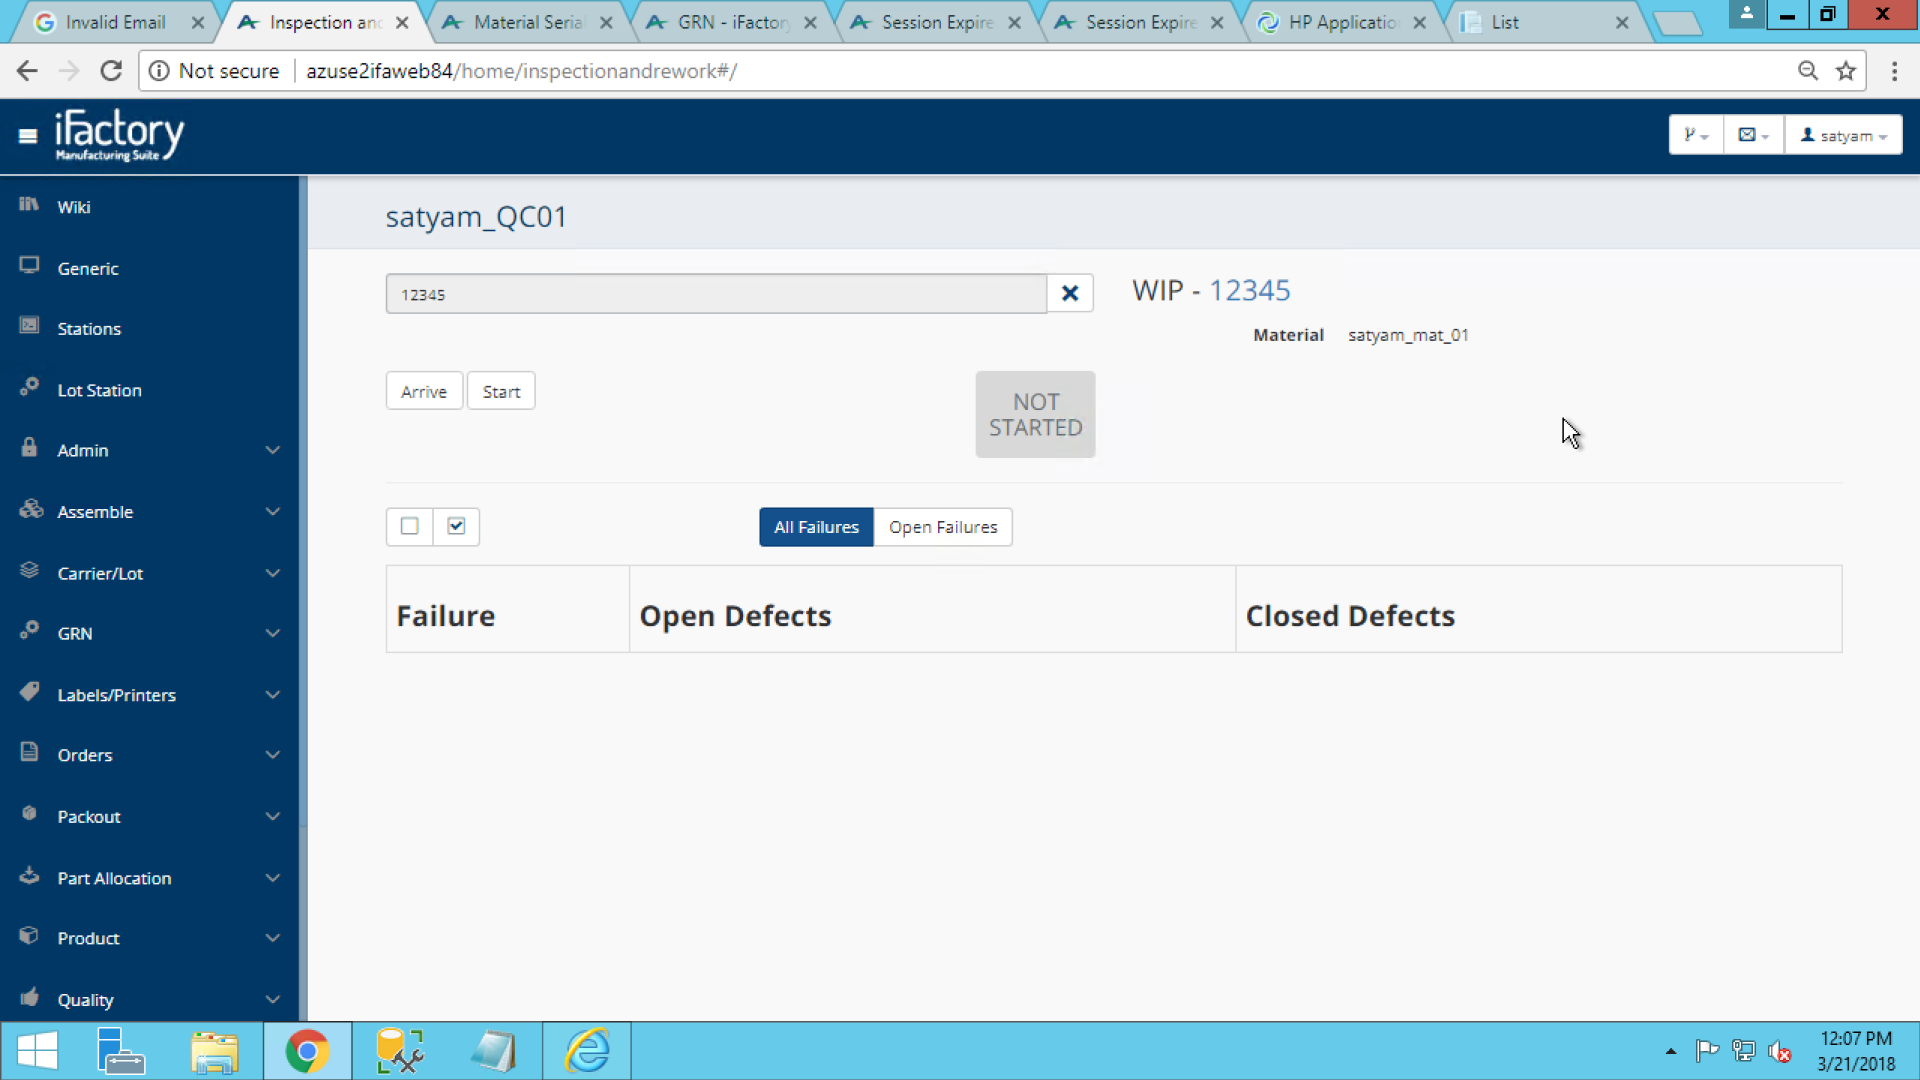 Invalid Email
Inspection and
Material Seria
GRN - iFactory
Session Expire
Session Expire
HP Applicatio
List
Not secure
azuse2ifaweb84/home/inspectionandrework#/
iFactory
Manufacturing Suite
satyam
Wiki
Generic
Stations
Lot Station
Admin
Assemble
Carrier/Lot
GRN
Labels/Printers
Orders
Packout
Part Allocation
Product
Quality
satyam_QC01
12345
WIP - 12345
Material satyam_mat_01
Arrive
Start
NOT
STARTED
All Failures
Open Failures
Failure
Open Defects
Closed Defects
12:07 PM
3/21/2018